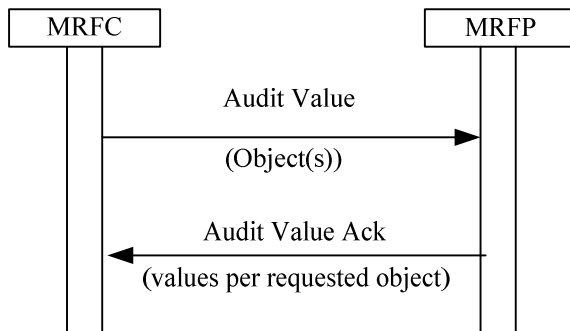 MRFC
MRFP
Audit Value
(Object(s))
Audit Value Ack
(values per requested object)